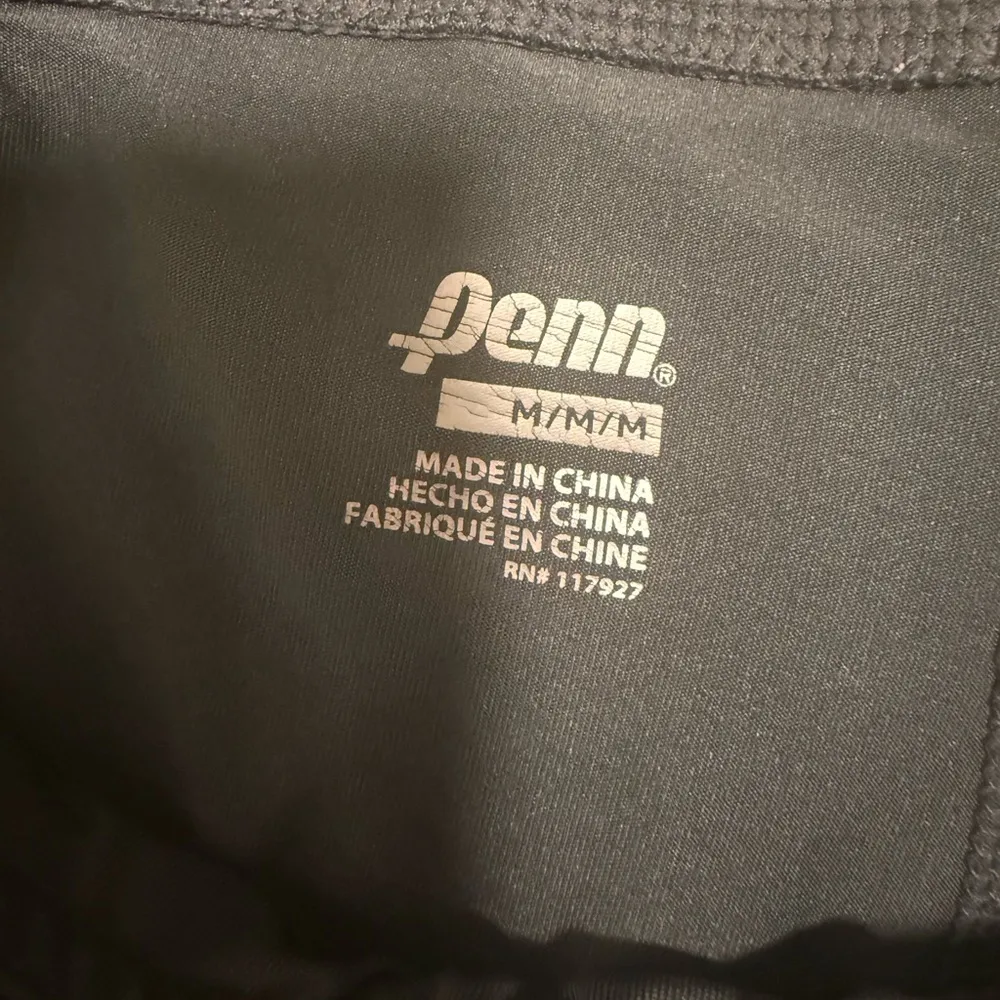 Penn®
M/M/M
MADE IN CHINA
HECHO EN CHINA
FABRIQUÉ EN CHINE
RN# 117927